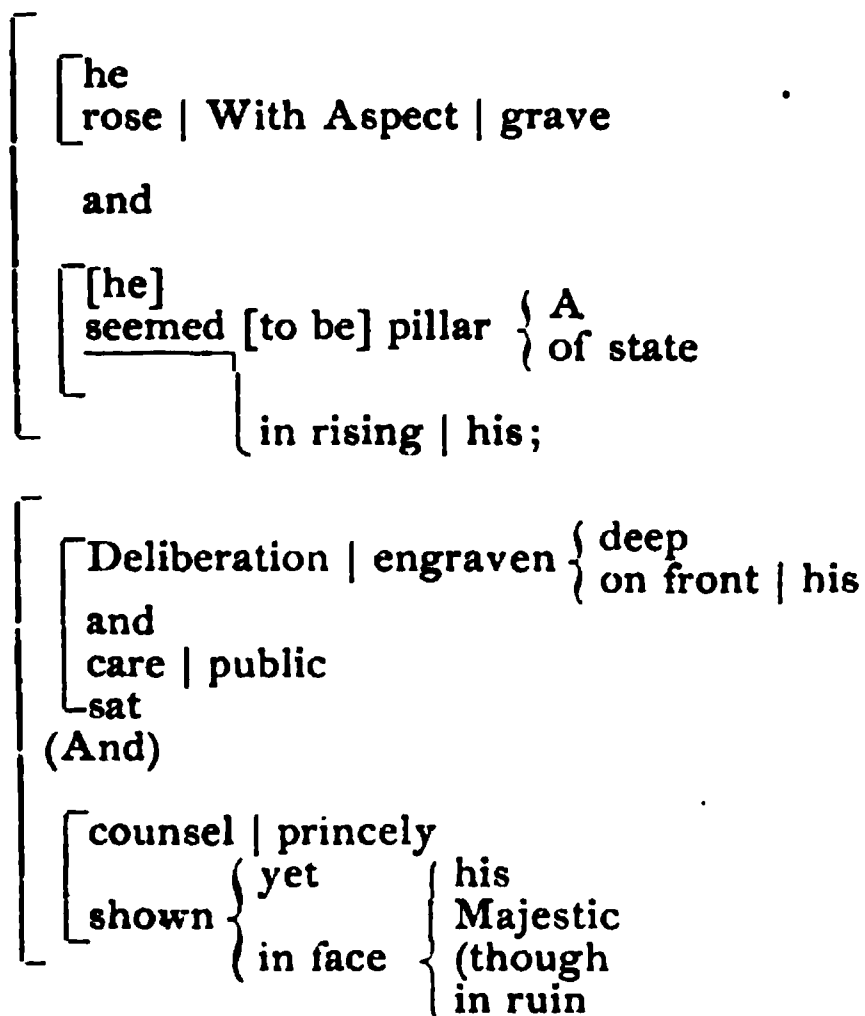 he
rose | With Aspect | grave
and
[he]
seemed [to be] pillar { A
of state
in rising | his;
Deliberation | engraven { deep
on front | his
and
care | public
sat
(And)
counsel | princely
shown { yet
in face { his
Majestic
(though
in ruin